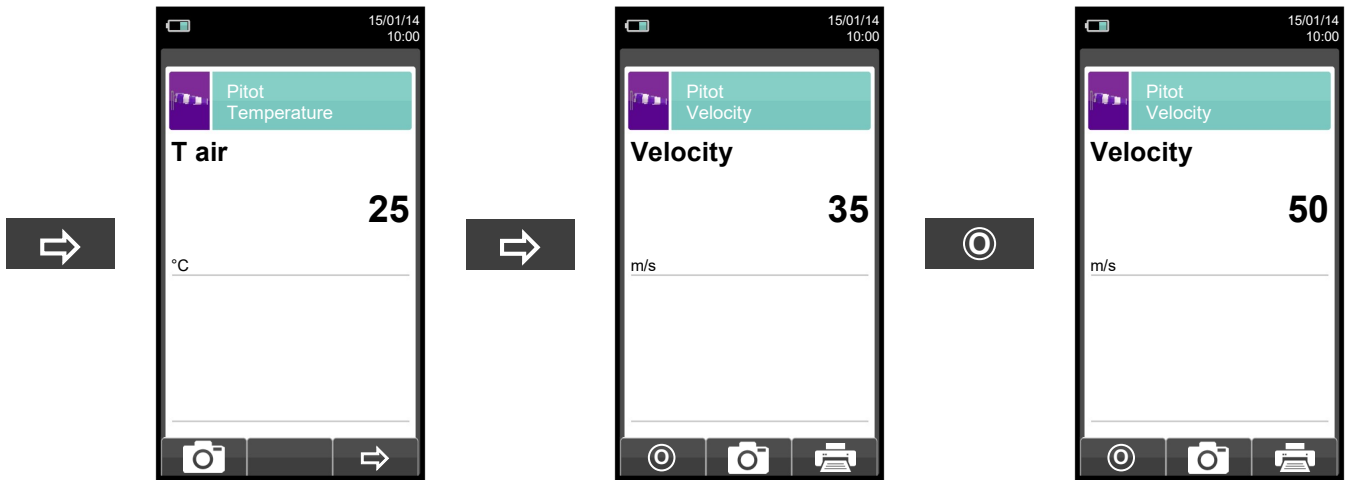 15/01/14
10:00
Pitot
Temperature
T air
25
°C
15/01/14
10:00
Pitot
Velocity
Velocity
35
m/s
15/01/14
10:00
Pitot
Velocity
Velocity
50
m/s